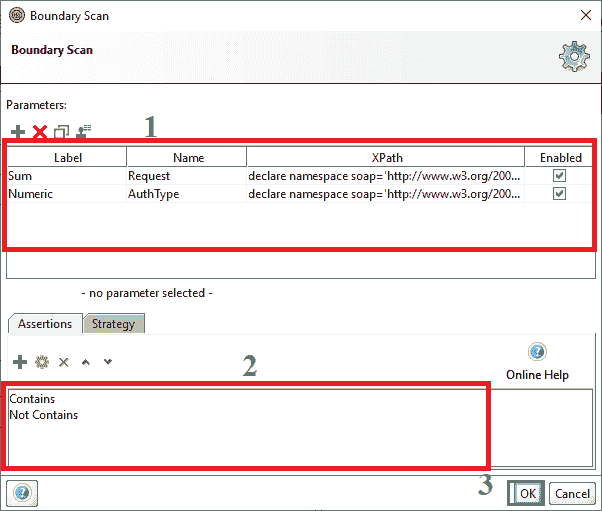 Boundary Scan
Boundary Scan
Parameters:
1
Label Name XPath Enabled
Sum Request declare namespace soap='http://www.w3.org/200...
Numeric AuthType declare namespace soap='http://www.w3.org/200...
- no parameter selected -
Assertions Strategy
2
Online Help
Contains
Not Contains
3
OK Cancel